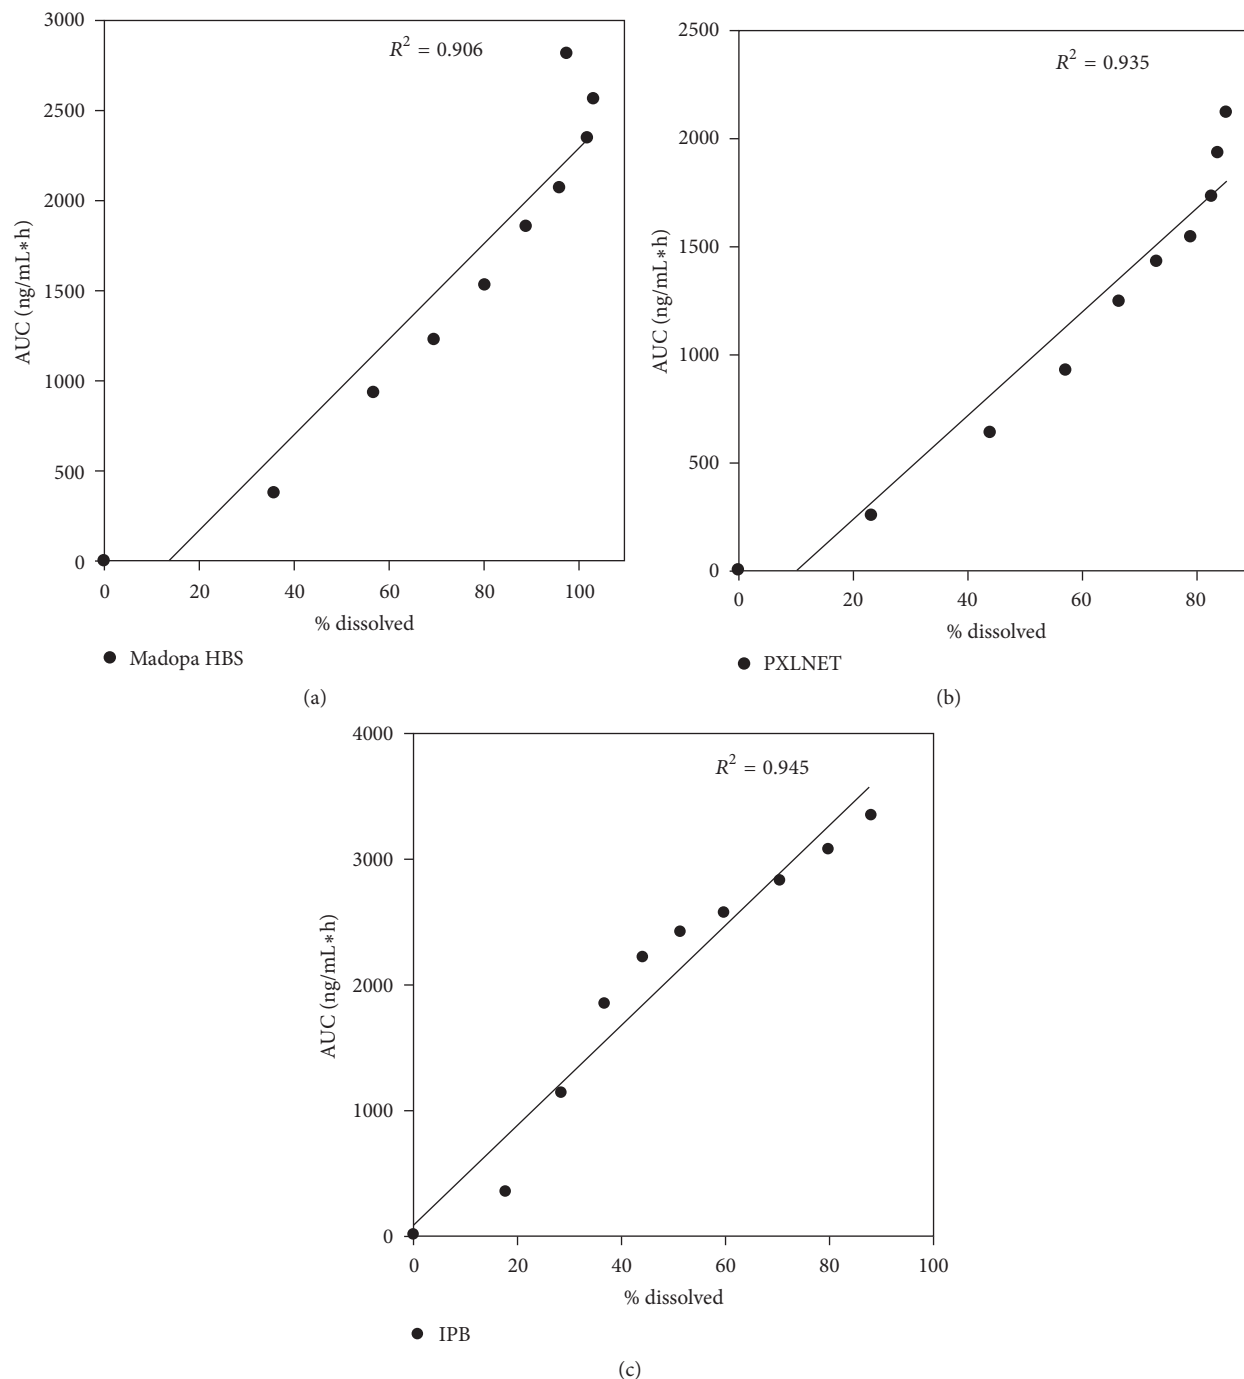 3000
2500
2000
1500
1000
500
0
AUC (ng/mL∗h)
R² = 0.906
0 20 40 60 80 100
% dissolved
Madopa HBS
(a)
2500
2000
1500
1000
500
0
AUC (ng/mL∗h)
R² = 0.935
0 20 40 60 80
% dissolved
PXLNET
(b)
4000
3000
2000
1000
0
AUC (ng/mL∗h)
R² = 0.945
0 20 40 60 80 100
% dissolved
IPB
(c)